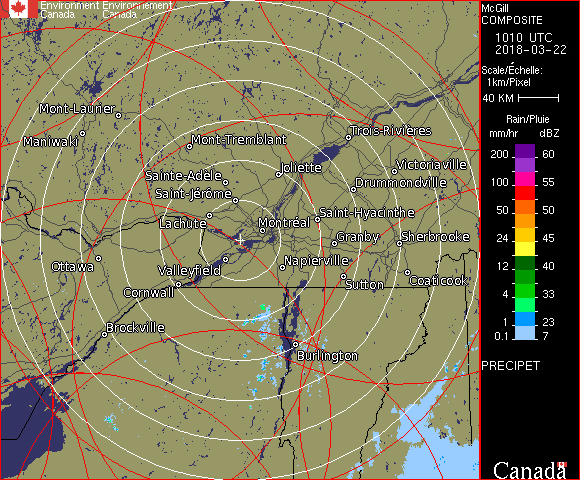 Environment Environnement
Canada Canada
McGill
COMPOSITE
1010 UTC
2018-03-22
Scale/Échelle:
1km/Pixel
40 KM
Rain/Pluie
mm/hr dBZ
200 60
100 55
50 50
24 45
12 40
4 33
1 23
0.1 7
PRECIPET
Canada
Mont-Laurier
Maniwaki
Mont-Tremblant
Trois-Rivières
Joliette
Victoriaville
Sainte-Adèle
Drummondville
Saint-Jérôme
Lachute
Montréal
Saint-Hyacinthe
Granby
Sherbrooke
Ottawa
Valleyfield
Napierville
Cornwall
Sutton
Coaticook
Brockville
Burlington